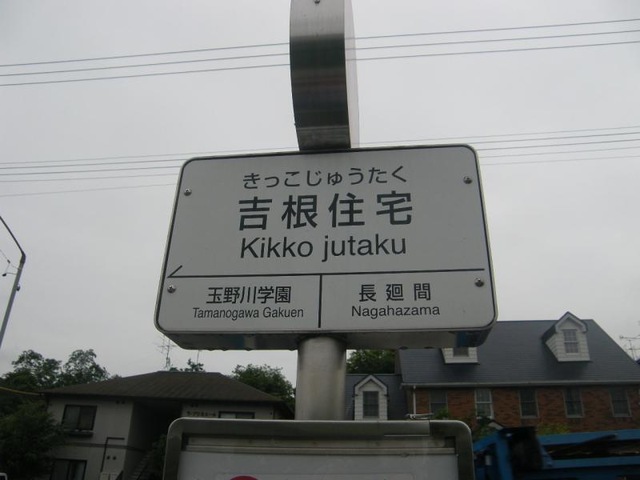 きっこじゅうたく
吉根住宅
Kikko jutaku
玉野川学園
Tamanogawa Gakuen
長廻間
Nagahazama